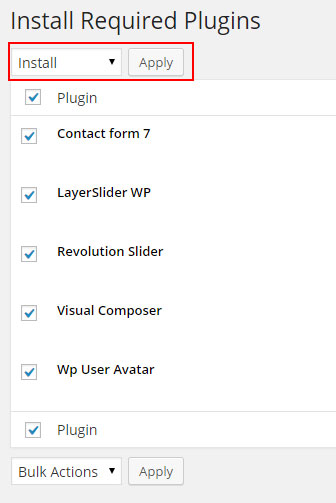 Install Required Plugins
Install Apply
Plugin
Contact form 7
LayerSlider WP
Revolution Slider
Visual Composer
Wp User Avatar
Plugin
Bulk Actions Apply